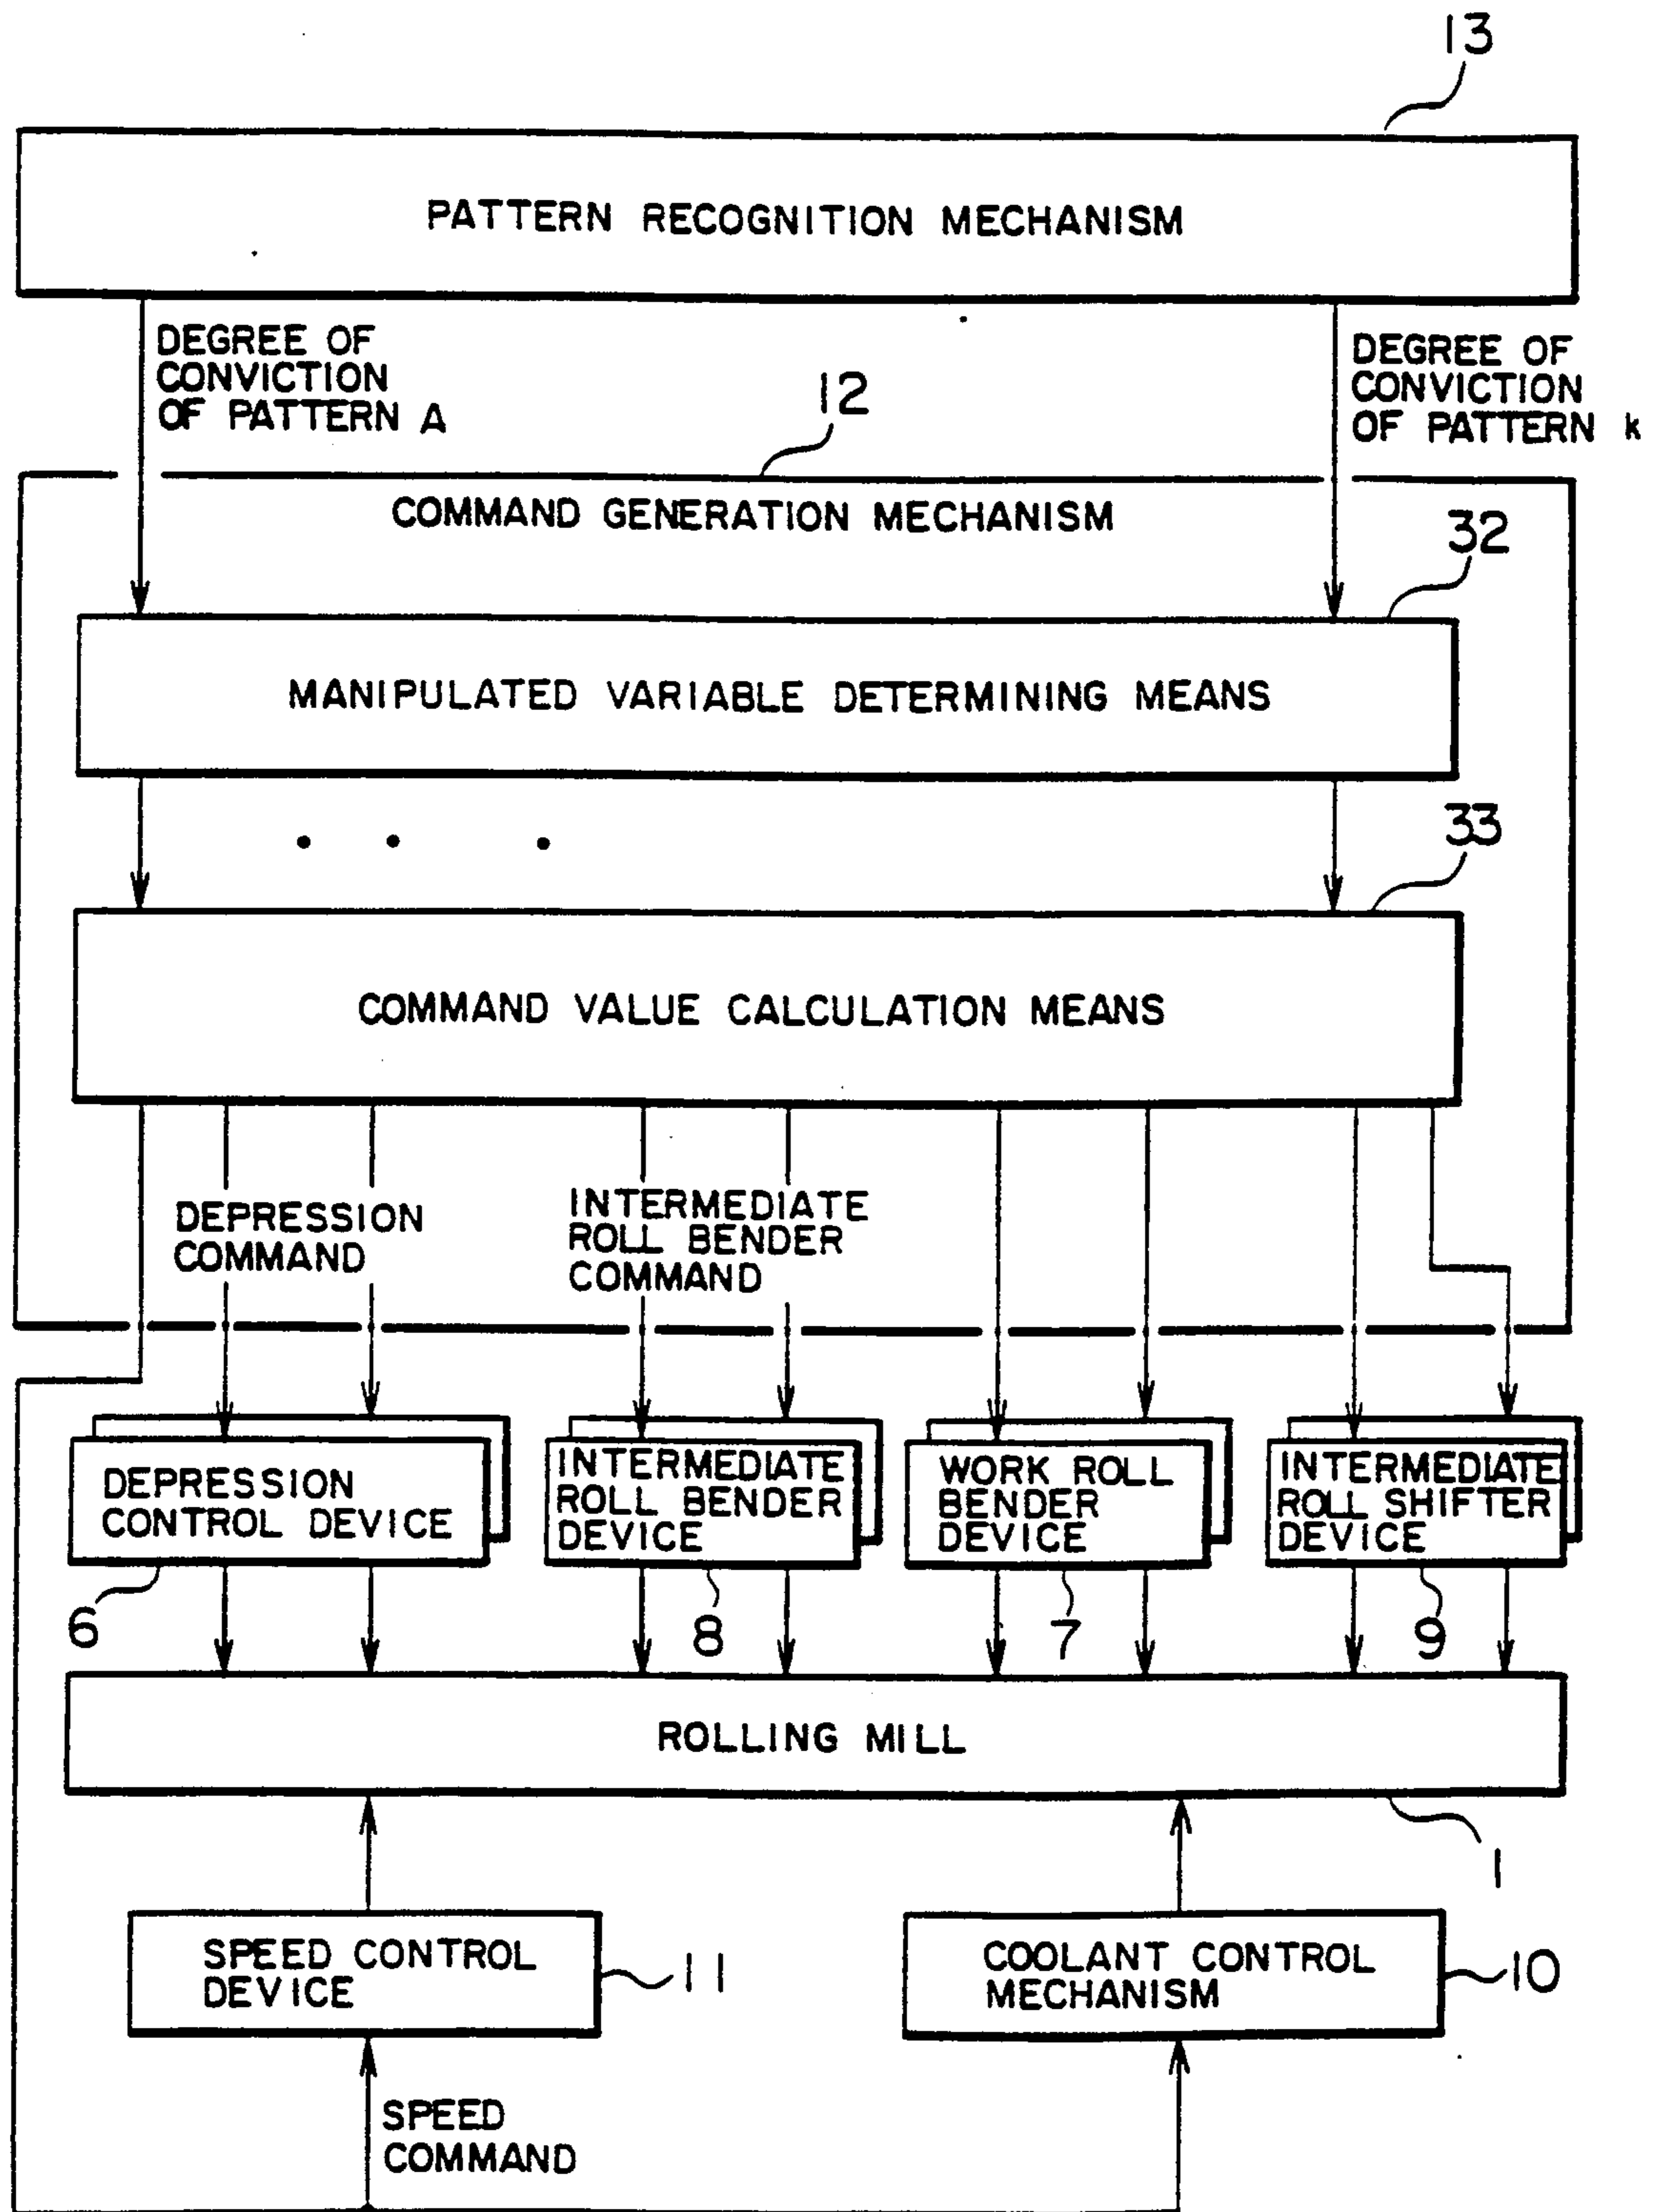 13
PATTERN RECOGNITION MECHANISM
DEGREE OF
CONVICTION
OF PATTERN A
DEGREE OF
CONVICTION
OF PATTERN k
12
COMMAND GENERATION MECHANISM
32
MANIPULATED VARIABLE DETERMINING MEANS
33
COMMAND VALUE CALCULATION MEANS
DEPRESSION
COMMAND
INTERMEDIATE
ROLL BENDER
COMMAND
DEPRESSION
CONTROL DEVICE
INTERMEDIATE
ROLL BENDER
DEVICE
WORK ROLL
BENDER
DEVICE
INTERMEDIATE
ROLL SHIFTER
DEVICE
6
8
7
9
ROLLING MILL
1
SPEED CONTROL
DEVICE
11
COOLANT CONTROL
MECHANISM
10
SPEED
COMMAND